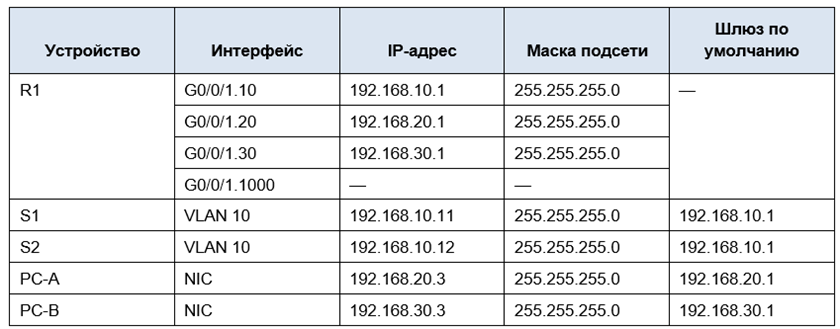 Устройство Интерфейс IP-адрес Маска подсети Шлюз по умолчанию
R1 G0/0/1.10 192.168.10.1 255.255.255.0 —
G0/0/1.20 192.168.20.1 255.255.255.0
G0/0/1.30 192.168.30.1 255.255.255.0
G0/0/1.1000 — —
S1 VLAN 10 192.168.10.11 255.255.255.0 192.168.10.1
S2 VLAN 10 192.168.10.12 255.255.255.0 192.168.10.1
PC-A NIC 192.168.20.3 255.255.255.0 192.168.20.1
PC-B NIC 192.168.30.3 255.255.255.0 192.168.30.1